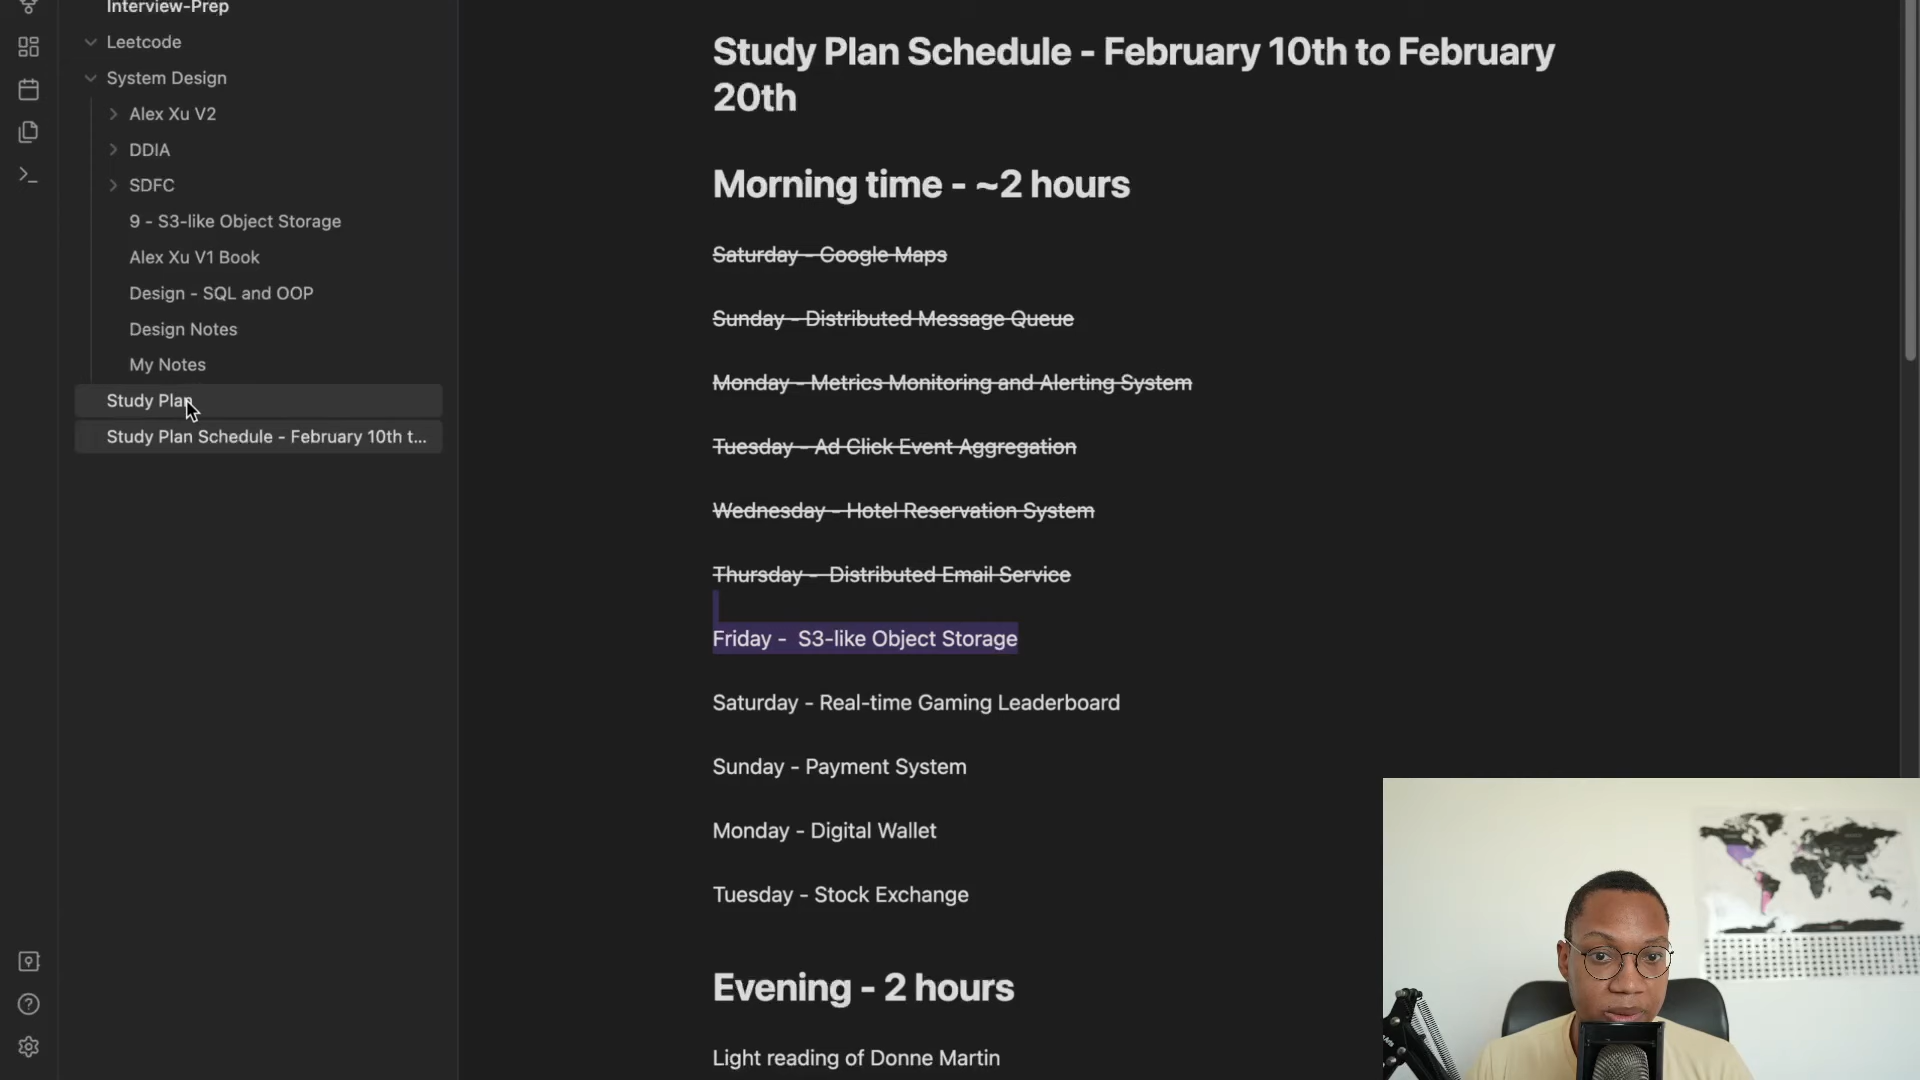 Interview-Prep
Leetcode
System Design
Alex Xu V2
DDIA
SDFC
9 - S3-like Object Storage
Alex Xu V1 Book
Design - SQL and OOP
Design Notes
My Notes
Study Plan
Study Plan Schedule - February 10th t...
Study Plan Schedule - February 10th to February
20th
Morning time - ~2 hours
Saturday - Google Maps
Sunday - Distributed Message Queue
Monday - Metrics Monitoring and Alerting System
Tuesday - Ad Click Event Aggregation
Wednesday - Hotel Reservation System
Thursday - Distributed Email Service
Friday - S3-like Object Storage
Saturday - Real-time Gaming Leaderboard
Sunday - Payment System
Monday - Digital Wallet
Tuesday - Stock Exchange
Evening - 2 hours
Light reading of Donne Martin